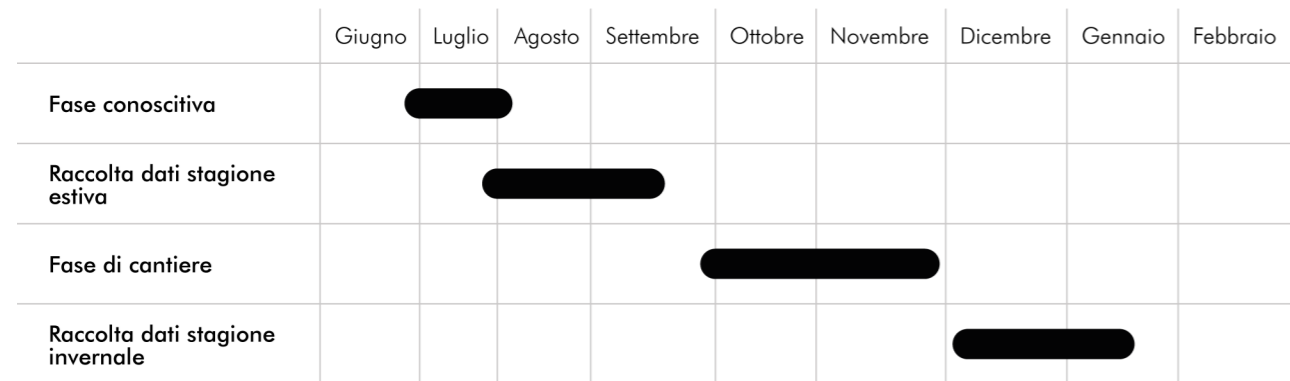 Giugno Luglio Agosto Settembre Ottobre Novembre Dicembre Gennaio Febbraio
Fase conoscitiva
Raccolta dati stagione
estiva
Fase di cantiere
Raccolta dati stagione
invernale